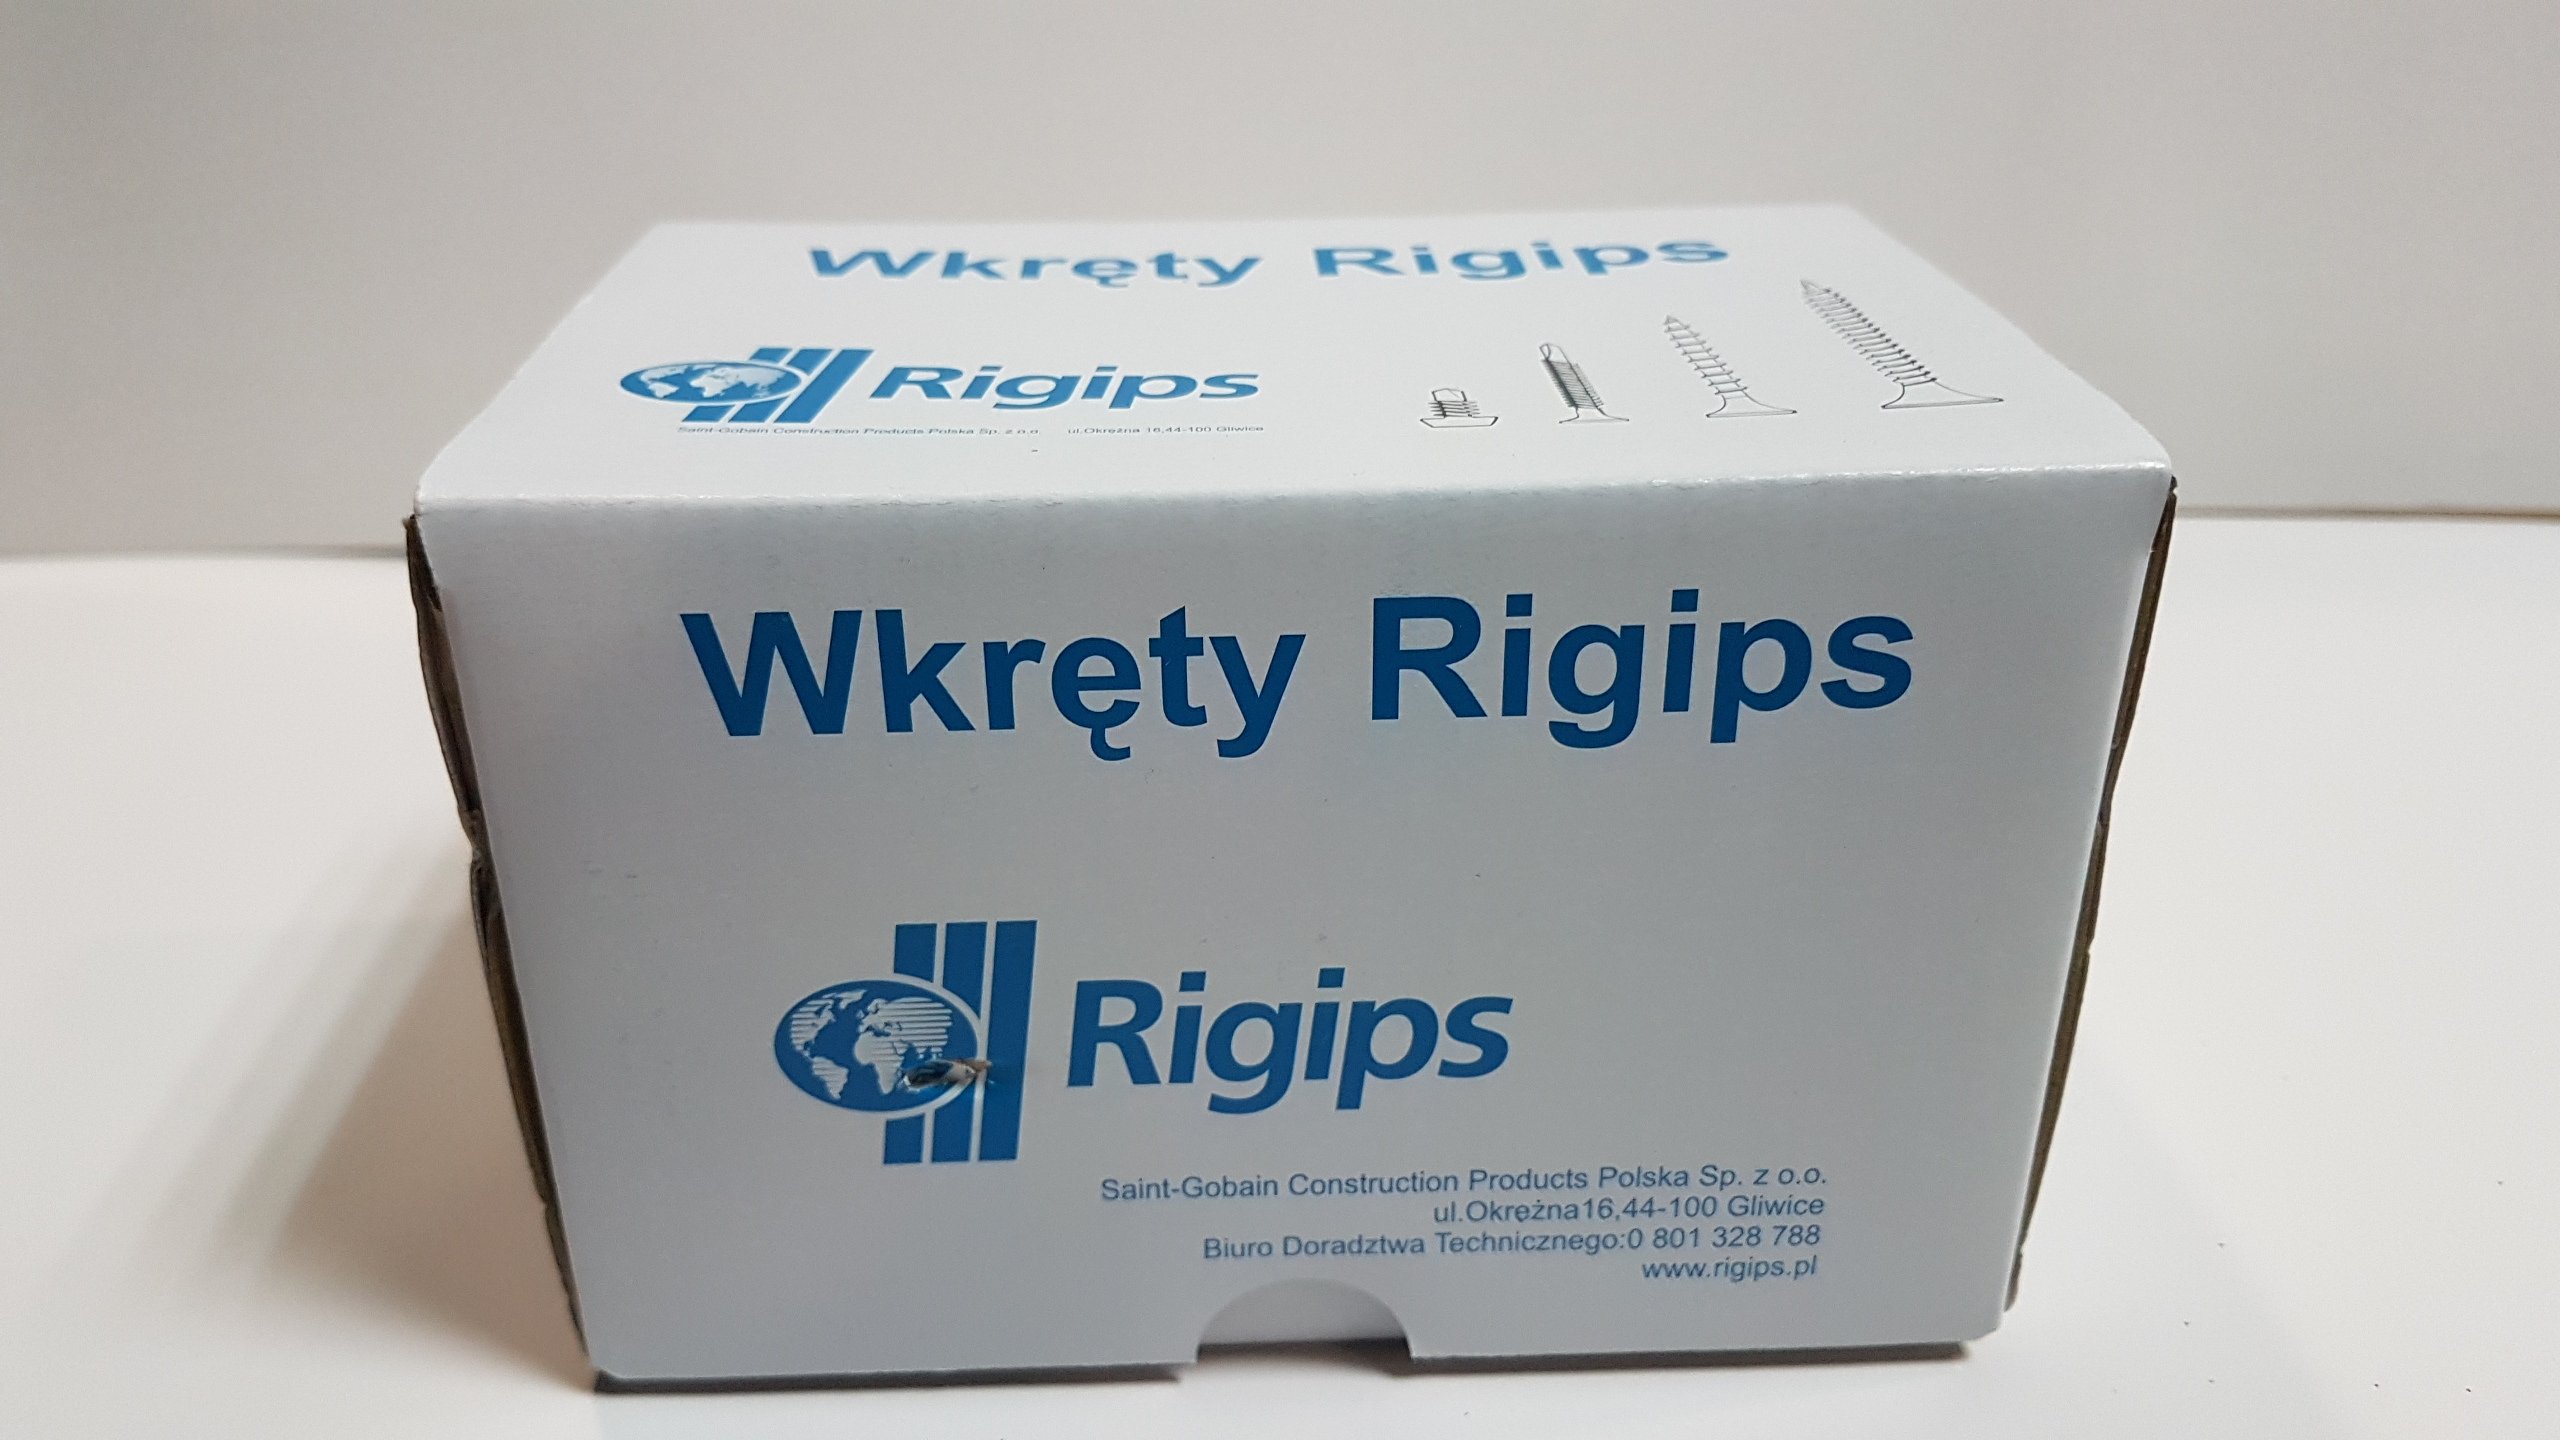 Wkręty Rigips
Rigips
Saint-Gobain Construction Products Polska Sp. z o.o. ul.Okrężna 16,44-100 Gliwice
Wkręty Rigips
Rigips
Saint-Gobain Construction Products Polska Sp. z o.o.
ul.Okrężna16,44-100 Gliwice
Biuro Doradztwa Technicznego:0 801 328 788
www.rigips.pl